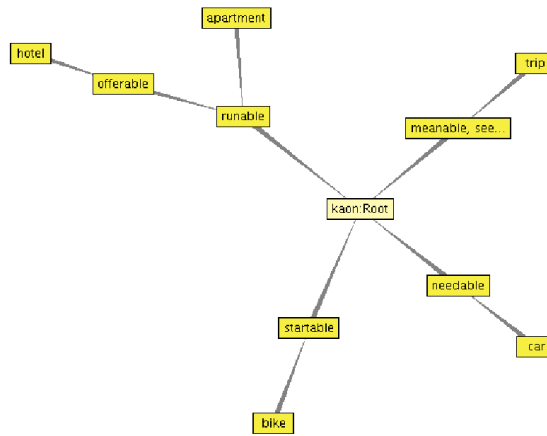 apartment
hotel
trip
offerable
runable
meanable, see...
kaon:Root
needable
startable
car
bike